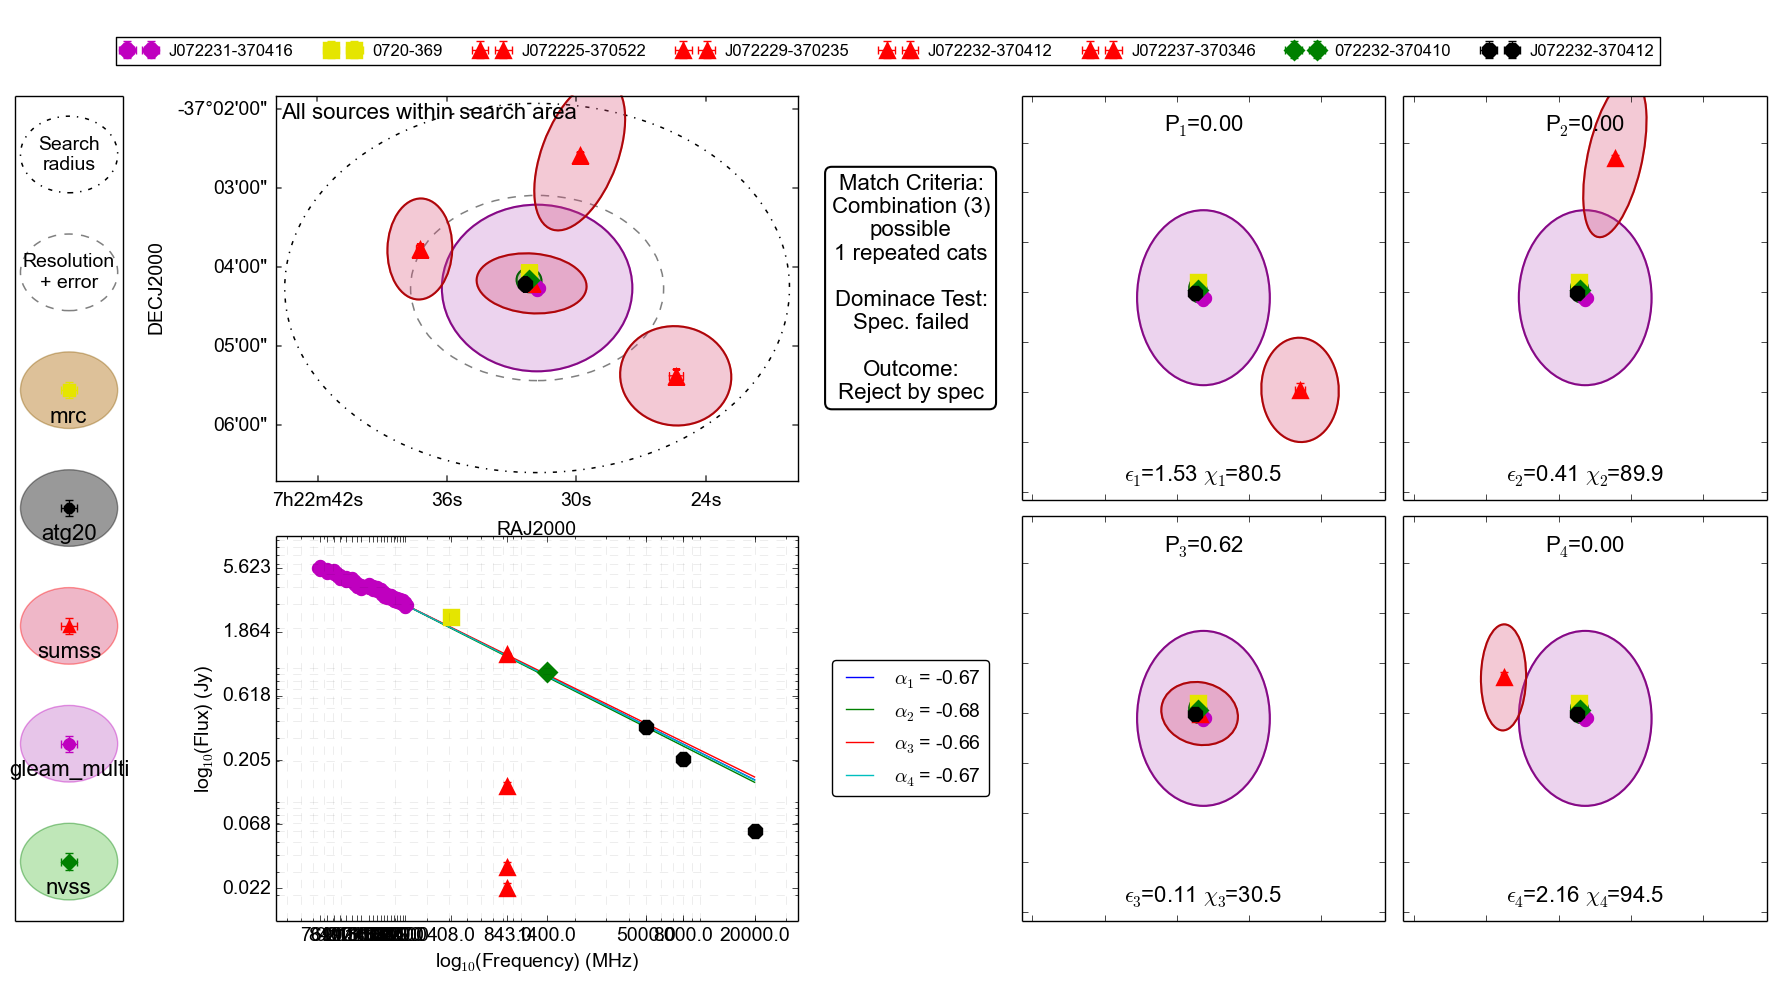 J072231-370416 0720-369 J072225-370522 J072229-370235 J072232-370412 J072237-370346 072232-370410 J072232-370412
Search
radius
Resolution
+ error
mrc
atg20
sumss
gleam_multi
nvss
All sources within search area
DECJ2000
-37°02'00"
03'00"
04'00"
05'00"
06'00"
7h22m42s 36s 30s 24s
RAJ2000
log₁₀(Flux) (Jy)
5.623
1.864
0.618
0.205
0.068
0.022
408.0 843.0 1400.0 5000.0 8000.0 20000.0
log₁₀(Frequency) (MHz)
Match Criteria:
Combination (3)
possible
1 repeated cats
Dominace Test:
Spec. failed
Outcome:
Reject by spec
α₁ = -0.67
α₂ = -0.68
α₃ = -0.66
α₄ = -0.67
P₁=0.00
ϵ₁=1.53 χ₁=80.5
P₂=0.00
ϵ₂=0.41 χ₂=89.9
P₃=0.62
ϵ₃=0.11 χ₃=30.5
P₄=0.00
ϵ₄=2.16 χ₄=94.5